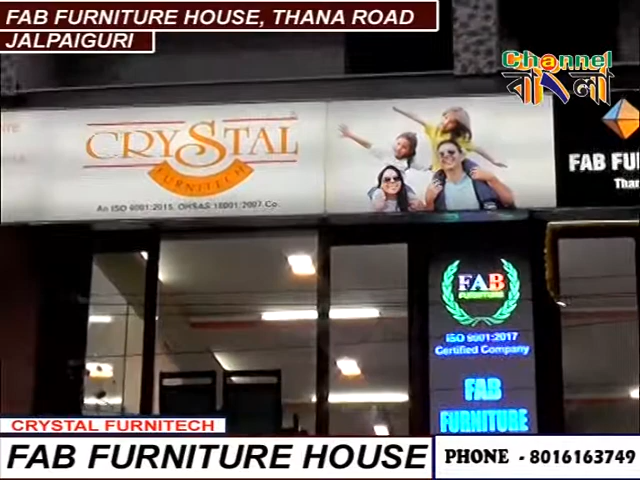 FAB FURNITURE HOUSE, THANA ROAD
JALPAIGURI
Channel
বাংলা
CRYSTAL
FURNITECH
An ISO 9001:2015, OHSAS 18001:2007 Co.
FAB FU
Tha
FAB
FURNITURE
ISO 9001:2017
Certified Company
FAB
FURNITURE
CRYSTAL FURNITECH
FAB FURNITURE HOUSE
PHONE - 8016163749